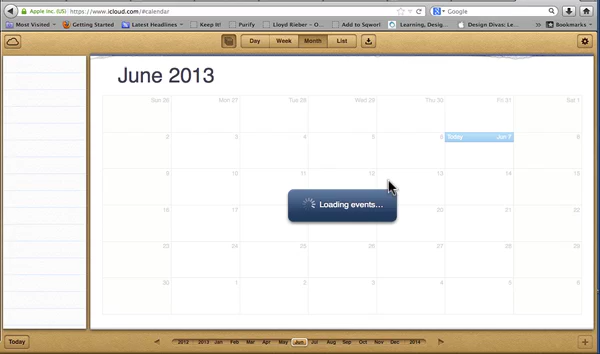 Apple Inc. (US) https://www.icloud.com/#calendar Google
Most Visited Getting Started Latest Headlines Keep It! Purify Lloyd Rieber - O... Add to Sqworl Learning, Desig... Design Divas: Le... Bookmarks
Day Week Month List
June 2013
Sun 26 Mon 27 Tue 28 Wed 29 Thu 30 Fri 31 Sat 1
2 3 4 5 6 Today Jun 7 8
9 10 11 12 13 14 15
16 17 18 19 20 21 22
Loading events...
23 24 25 26 27 28 29
30 1 2 3 4 5 6
Today 2012 2013 Jan Feb Mar Apr May Jun Jul Aug Sep Oct Nov Dec 2014